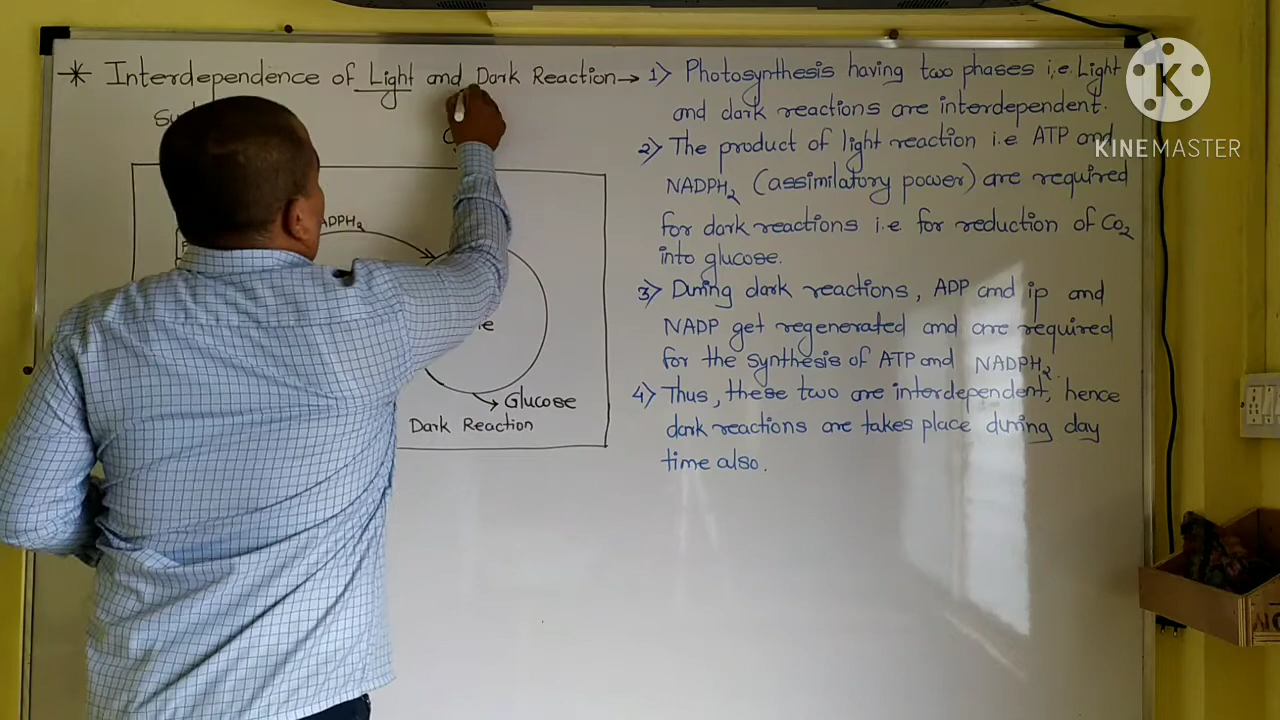 * Interdependence of Light and Dark Reaction → 1) Photosynthesis having two phases i.e. Light
and dark reactions are interdependent.
2) The product of light reaction i.e ATP and
NADPH₂ (assimilatory power) are required
for dark reactions i.e for reduction of CO₂
into glucose.
3) During dark reactions, ADP and ip and
NADP get regenerated and are required
for the synthesis of ATP and NADPH₂.
4) Thus, these two are interdependent, hence
dark reactions are takes place during day
time also.
Glucose
Dark Reaction
K
KINEMASTER